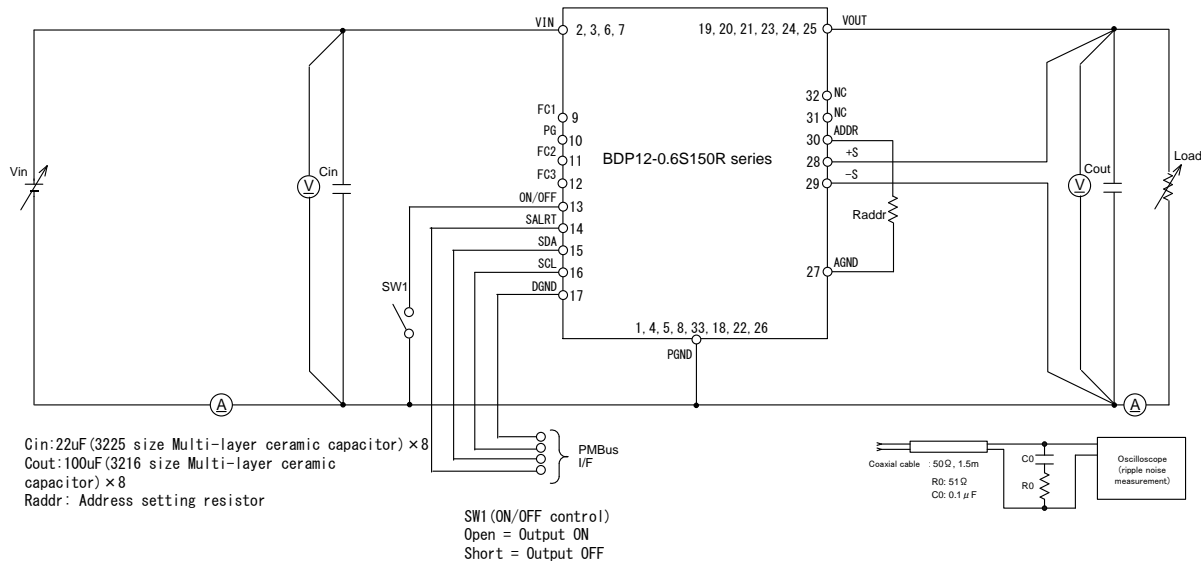 VIN
2, 3, 6, 7
19, 20, 21, 23, 24, 25
VOUT
32
NC
31
NC
30
ADDR
28
+S
29
−S
27
AGND
FC1
9
PG
10
FC2
11
FC3
12
ON/OFF
13
SALRT
14
SDA
15
SCL
16
DGND
17
BDP12-0.6S150R series
Vin
V
Cin
Raddr
V
Cout
Load
SW1
1, 4, 5, 8, 33, 18, 22, 26
PGND
A
A
Cin:22uF(3225 size Multi-layer ceramic capacitor)×8
Cout:100uF(3216 size Multi-layer ceramic
capacitor)×8
Raddr: Address setting resistor
PMBus
I/F
SW1(ON/OFF control)
Open = Output ON
Short = Output OFF
Coaxial cable : 50Ω, 1.5m
R0: 51Ω
C0: 0.1μF
C0
R0
Oscilloscope
(ripple noise
measurement)